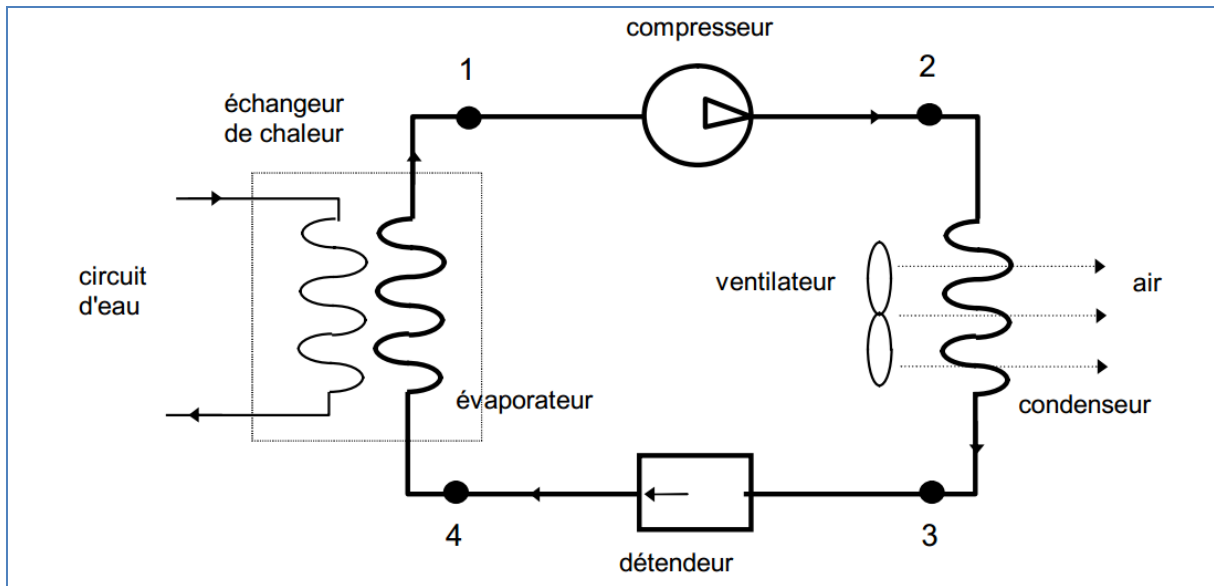 compresseur
1
2
échangeur
de chaleur
circuit
d'eau
ventilateur
air
évaporateur
condenseur
4
3
détendeur